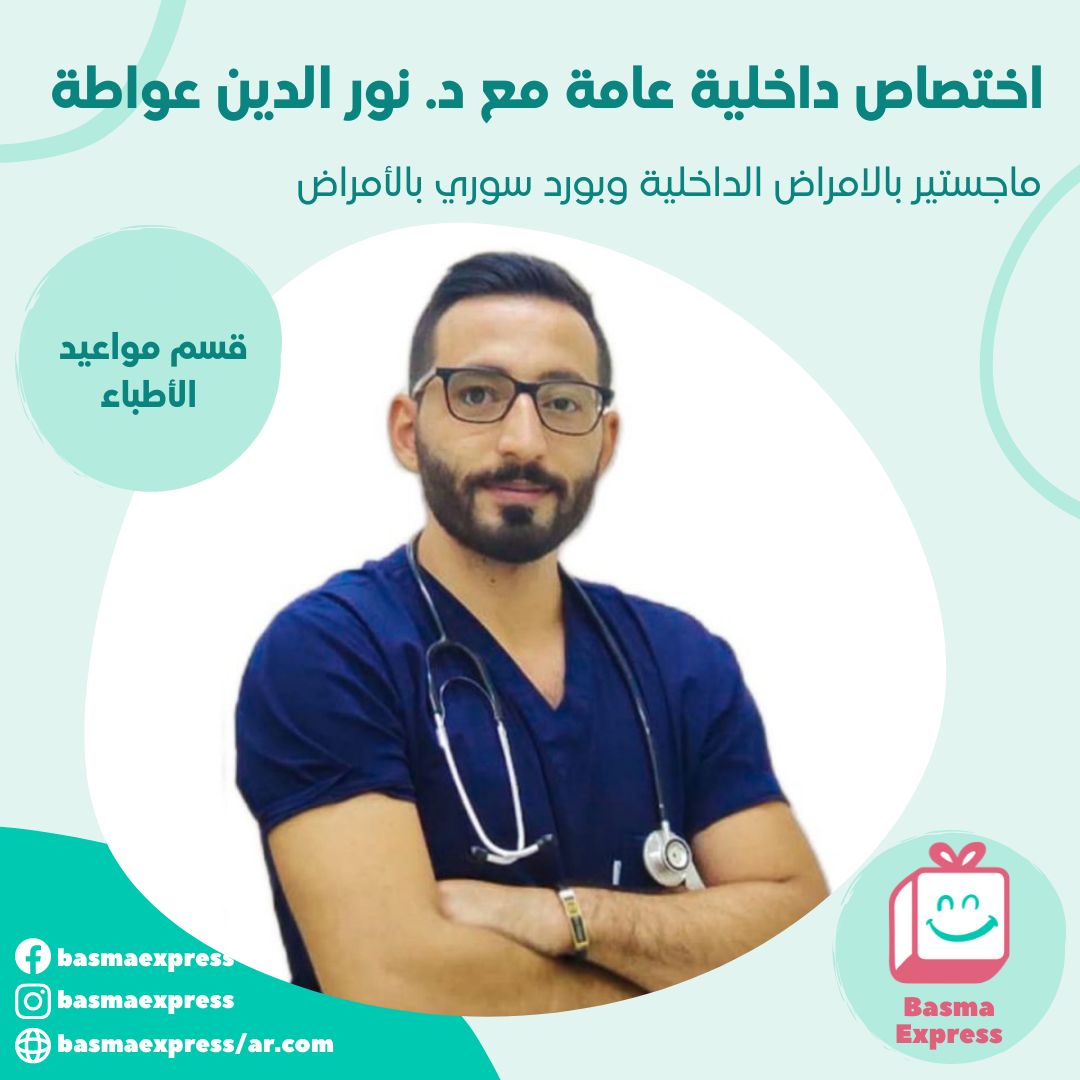 اختصاص داخلية عامة مع د. نور الدين عواطة
ماجستير بالامراض الداخلية وبورد سوري بالأمراض
قسم مواعيد
الأطباء
basmaexpress
basmaexpress
basmaexpress/ar.com
Basma
Express